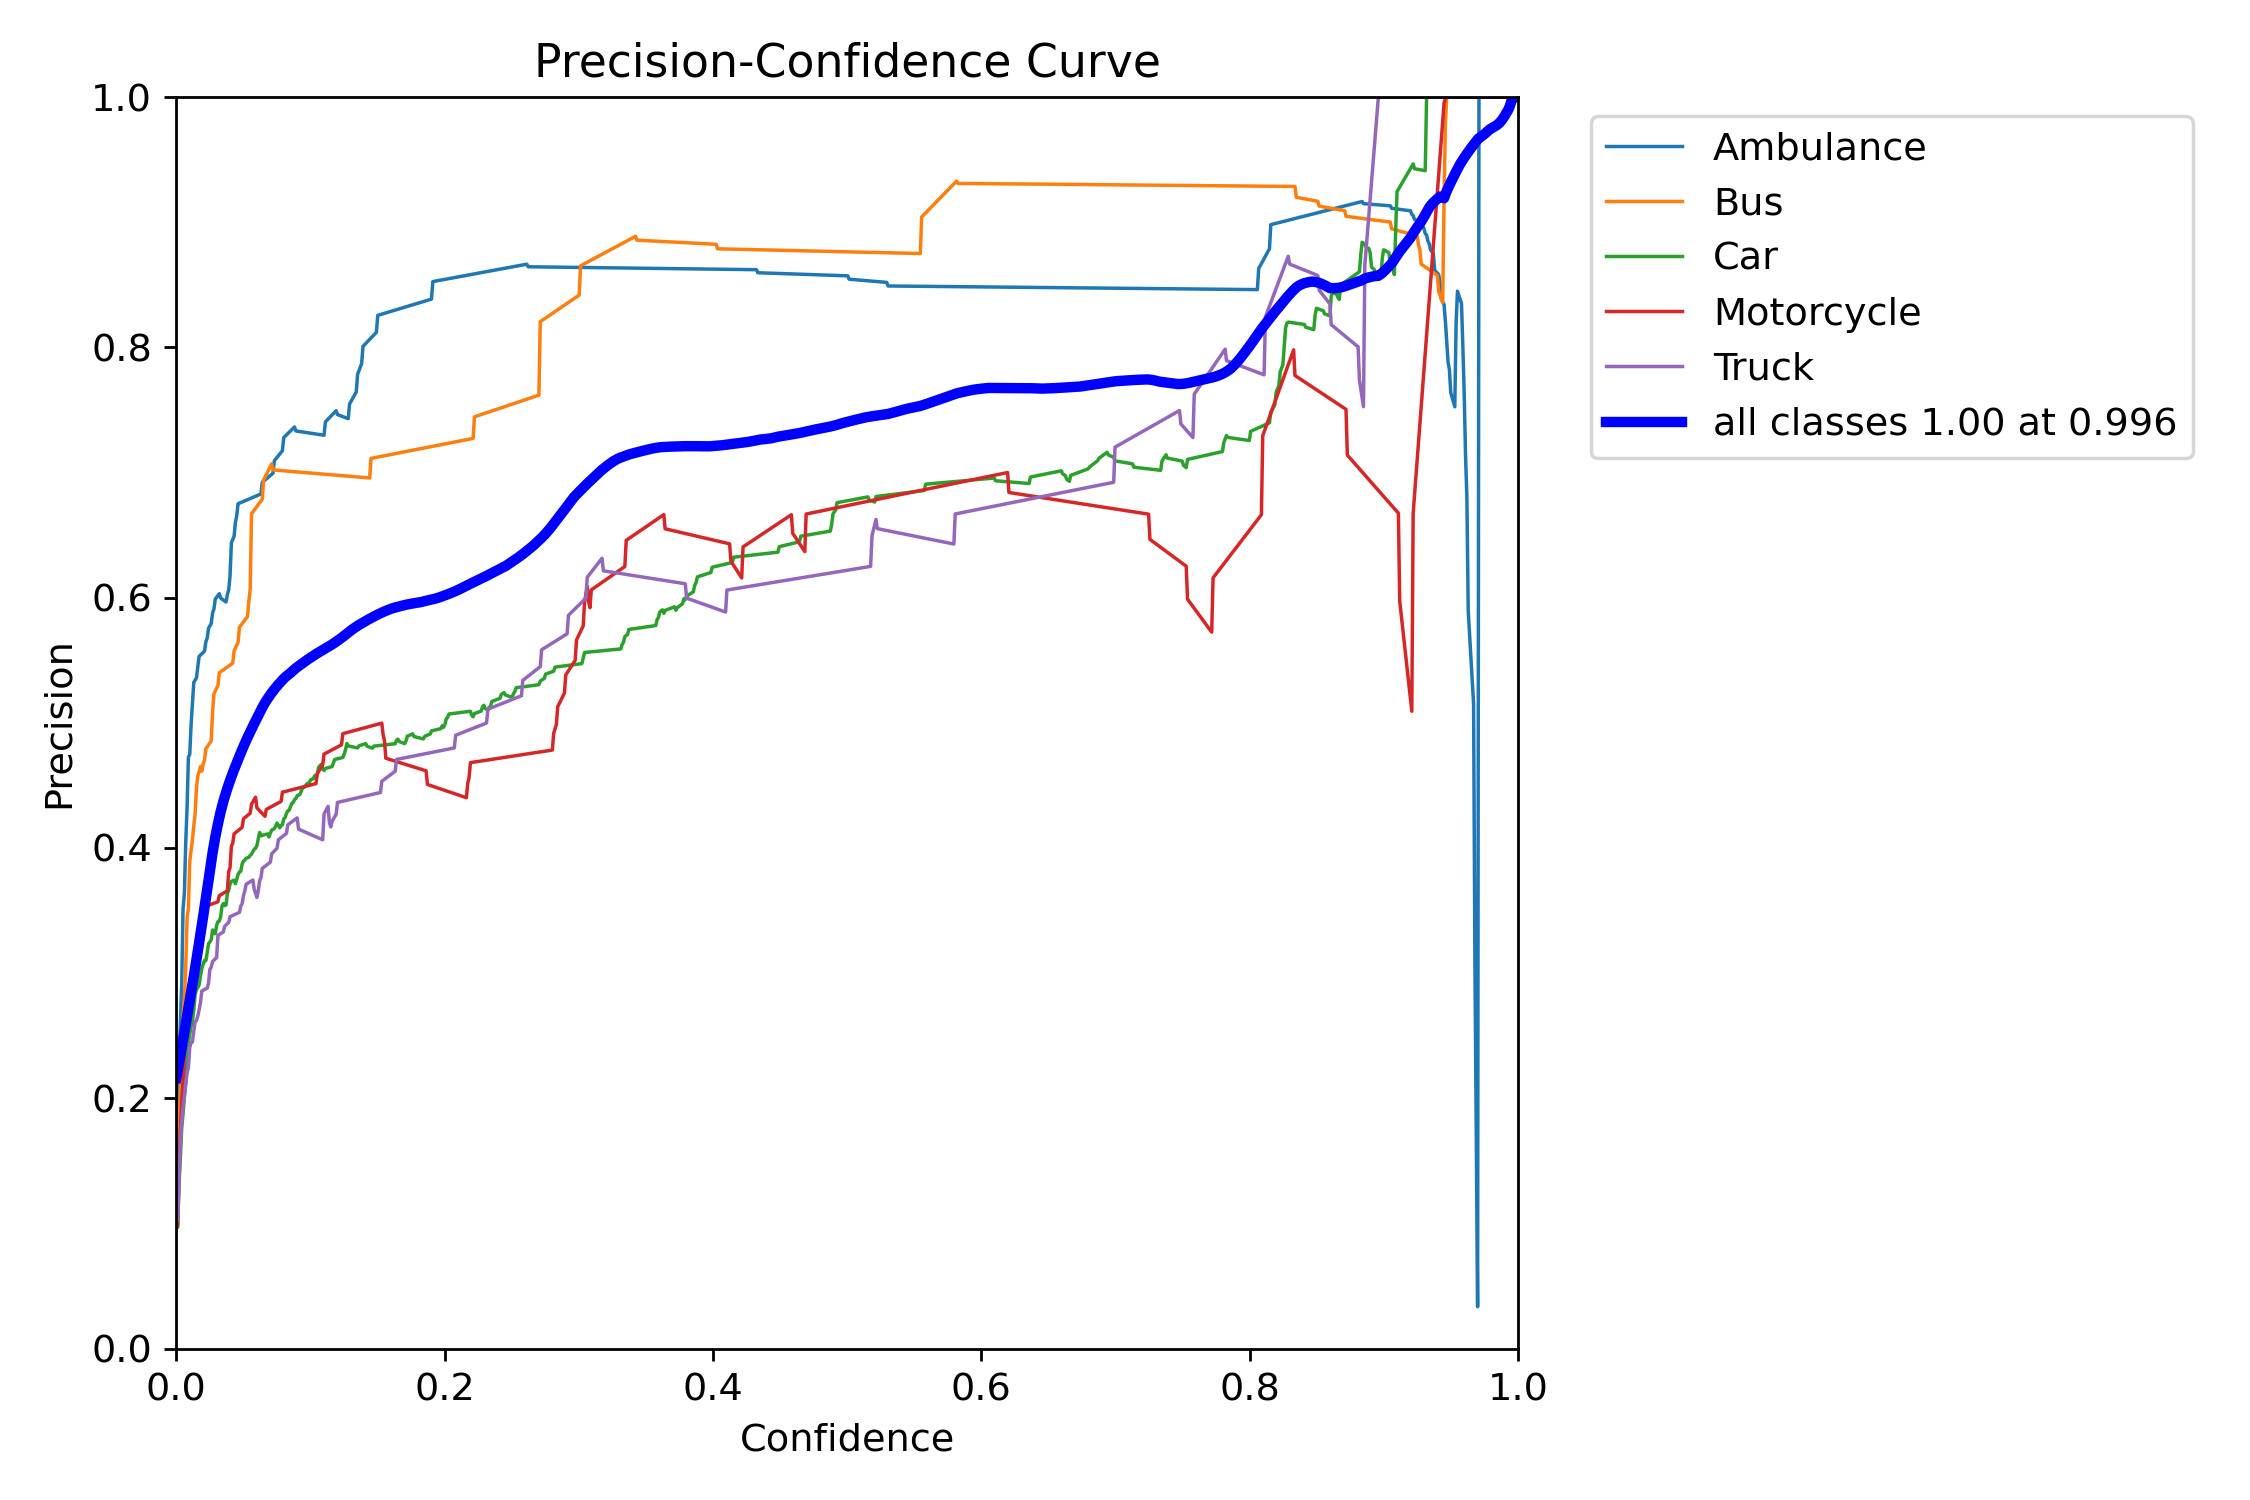 Precision-Confidence Curve
1.0
0.8
0.6
0.4
0.2
0.0
Precision
0.0 0.2 0.4 0.6 0.8 1.0
Confidence
Ambulance
Bus
Car
Motorcycle
Truck
all classes 1.00 at 0.996